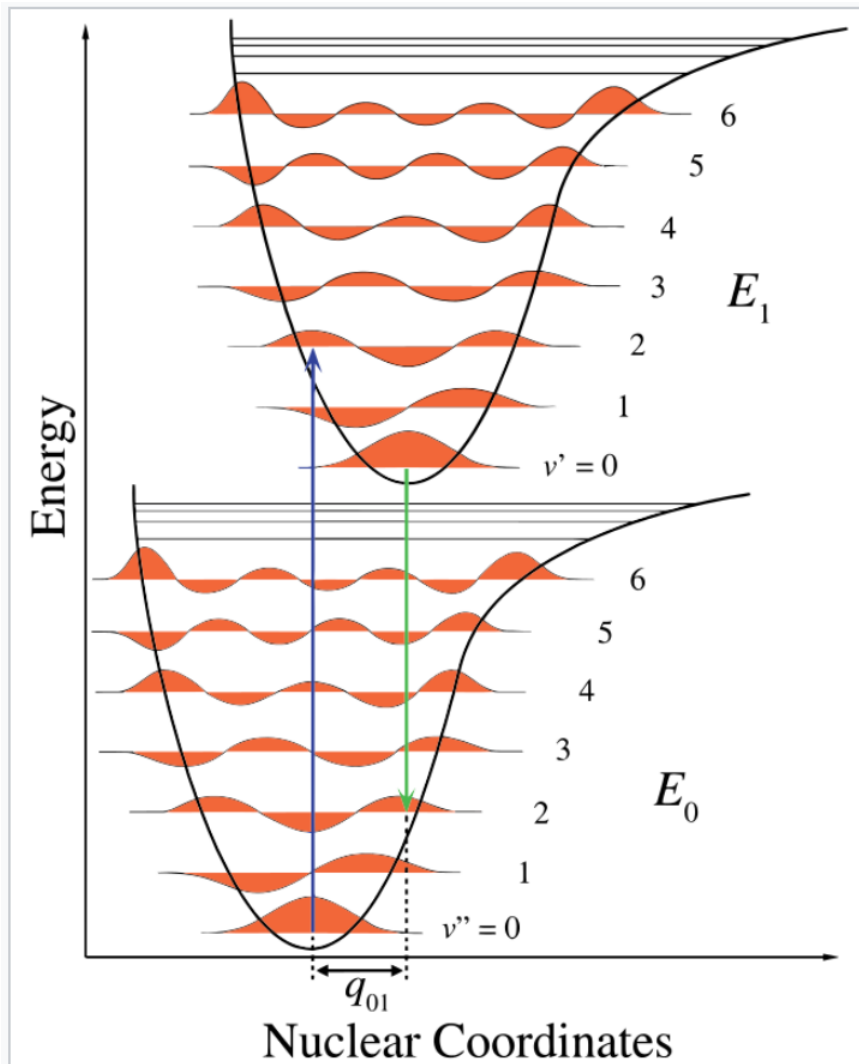 6
5
4
3
E₁
2
1
v’ = 0
Energy
6
5
4
3
E₀
2
1
v” = 0
q₀₁
Nuclear Coordinates